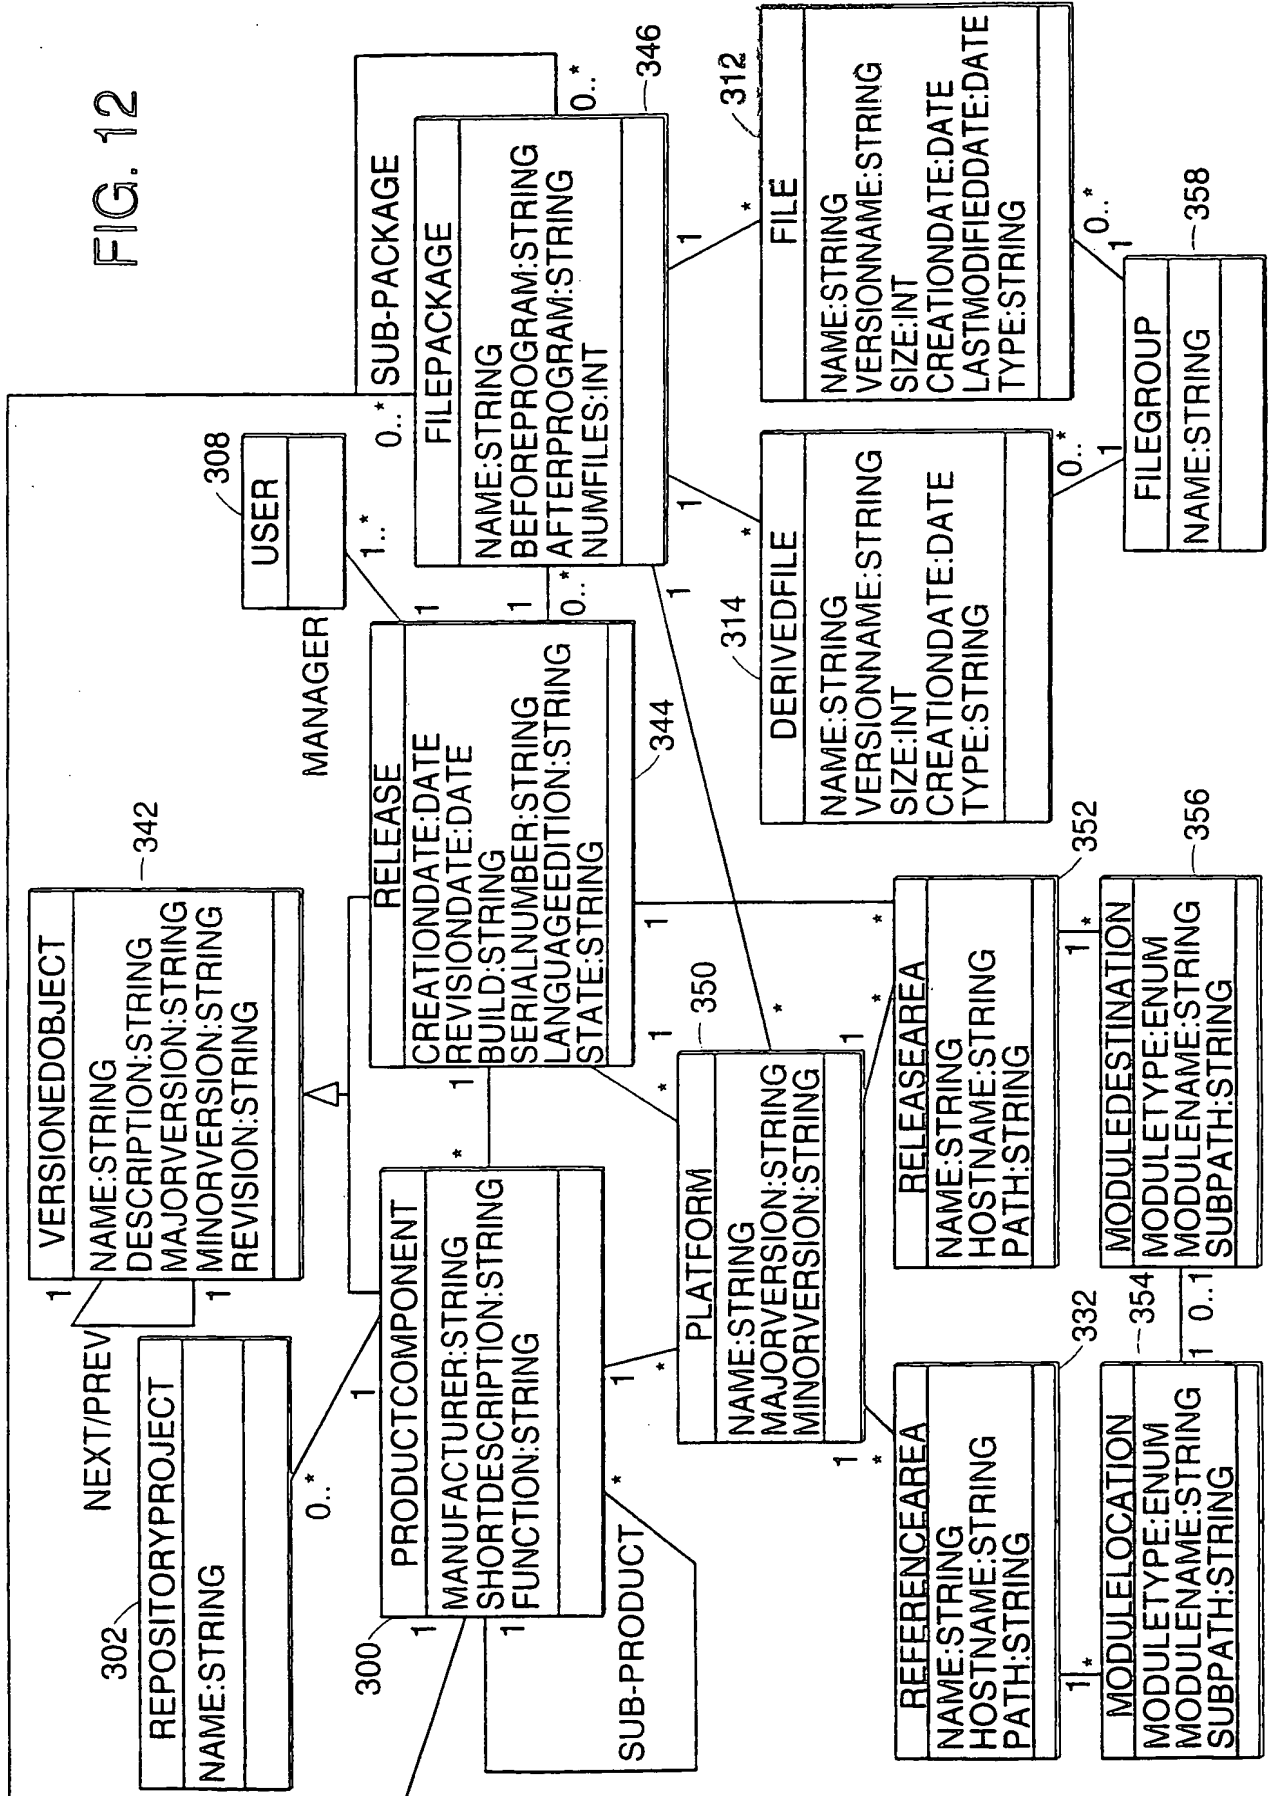 FIG. 12
302
REPOSITORYPROJECT
NAME:STRING
0..*
NEXT/PREV
1
1
VERSIONEDOBJECT
NAME:STRING
DESCRIPTION:STRING
MAJORVERSION:STRING
MINORVERSION:STRING
REVISION:STRING
342
MANAGER
308
USER
1..*
300
1
1
1
PRODUCTCOMPONENT
MANUFACTURER:STRING
SHORTDESCRIPTION:STRING
FUNCTION:STRING
*
1
SUB-PRODUCT
*
1
*
RELEASE
CREATIONDATE:DATE
REVISIONDATE:DATE
BUILD:STRING
SERIALNUMBER:STRING
LANGUAGEEDITION:STRING
STATE:STRING
344
1
1
0..*
1
1
*
0..*
SUB-PACKAGE
0..*
FILEPACKAGE
NAME:STRING
BEFOREPROGRAM:STRING
AFTERPROGRAM:STRING
NUMFILES:INT
346
1
1
1
PLATFORM
NAME:STRING
MAJORVERSION:STRING
MINORVERSION:STRING
350
*
1
*
1
*
*
314
*
DERIVEDFILE
NAME:STRING
VERSIONNAME:STRING
SIZE:INT
CREATIONDATE:DATE
TYPE:STRING
0..*
1
312
*
FILE
NAME:STRING
VERSIONNAME:STRING
SIZE:INT
CREATIONDATE:DATE
LASTMODIFIEDDATE:DATE
TYPE:STRING
0..*
1
REFERENCEAREA
NAME:STRING
HOSTNAME:STRING
PATH:STRING
332
1
*
RELEASEAREA
NAME:STRING
HOSTNAME:STRING
PATH:STRING
352
1
*
MODULELOCATION
MODULETYPE:ENUM
MODULENAME:STRING
SUBPATH:STRING
354
1
0..1
MODULEDESTINATION
MODULETYPE:ENUM
MODULENAME:STRING
SUBPATH:STRING
356
FILEGROUP
NAME:STRING
358